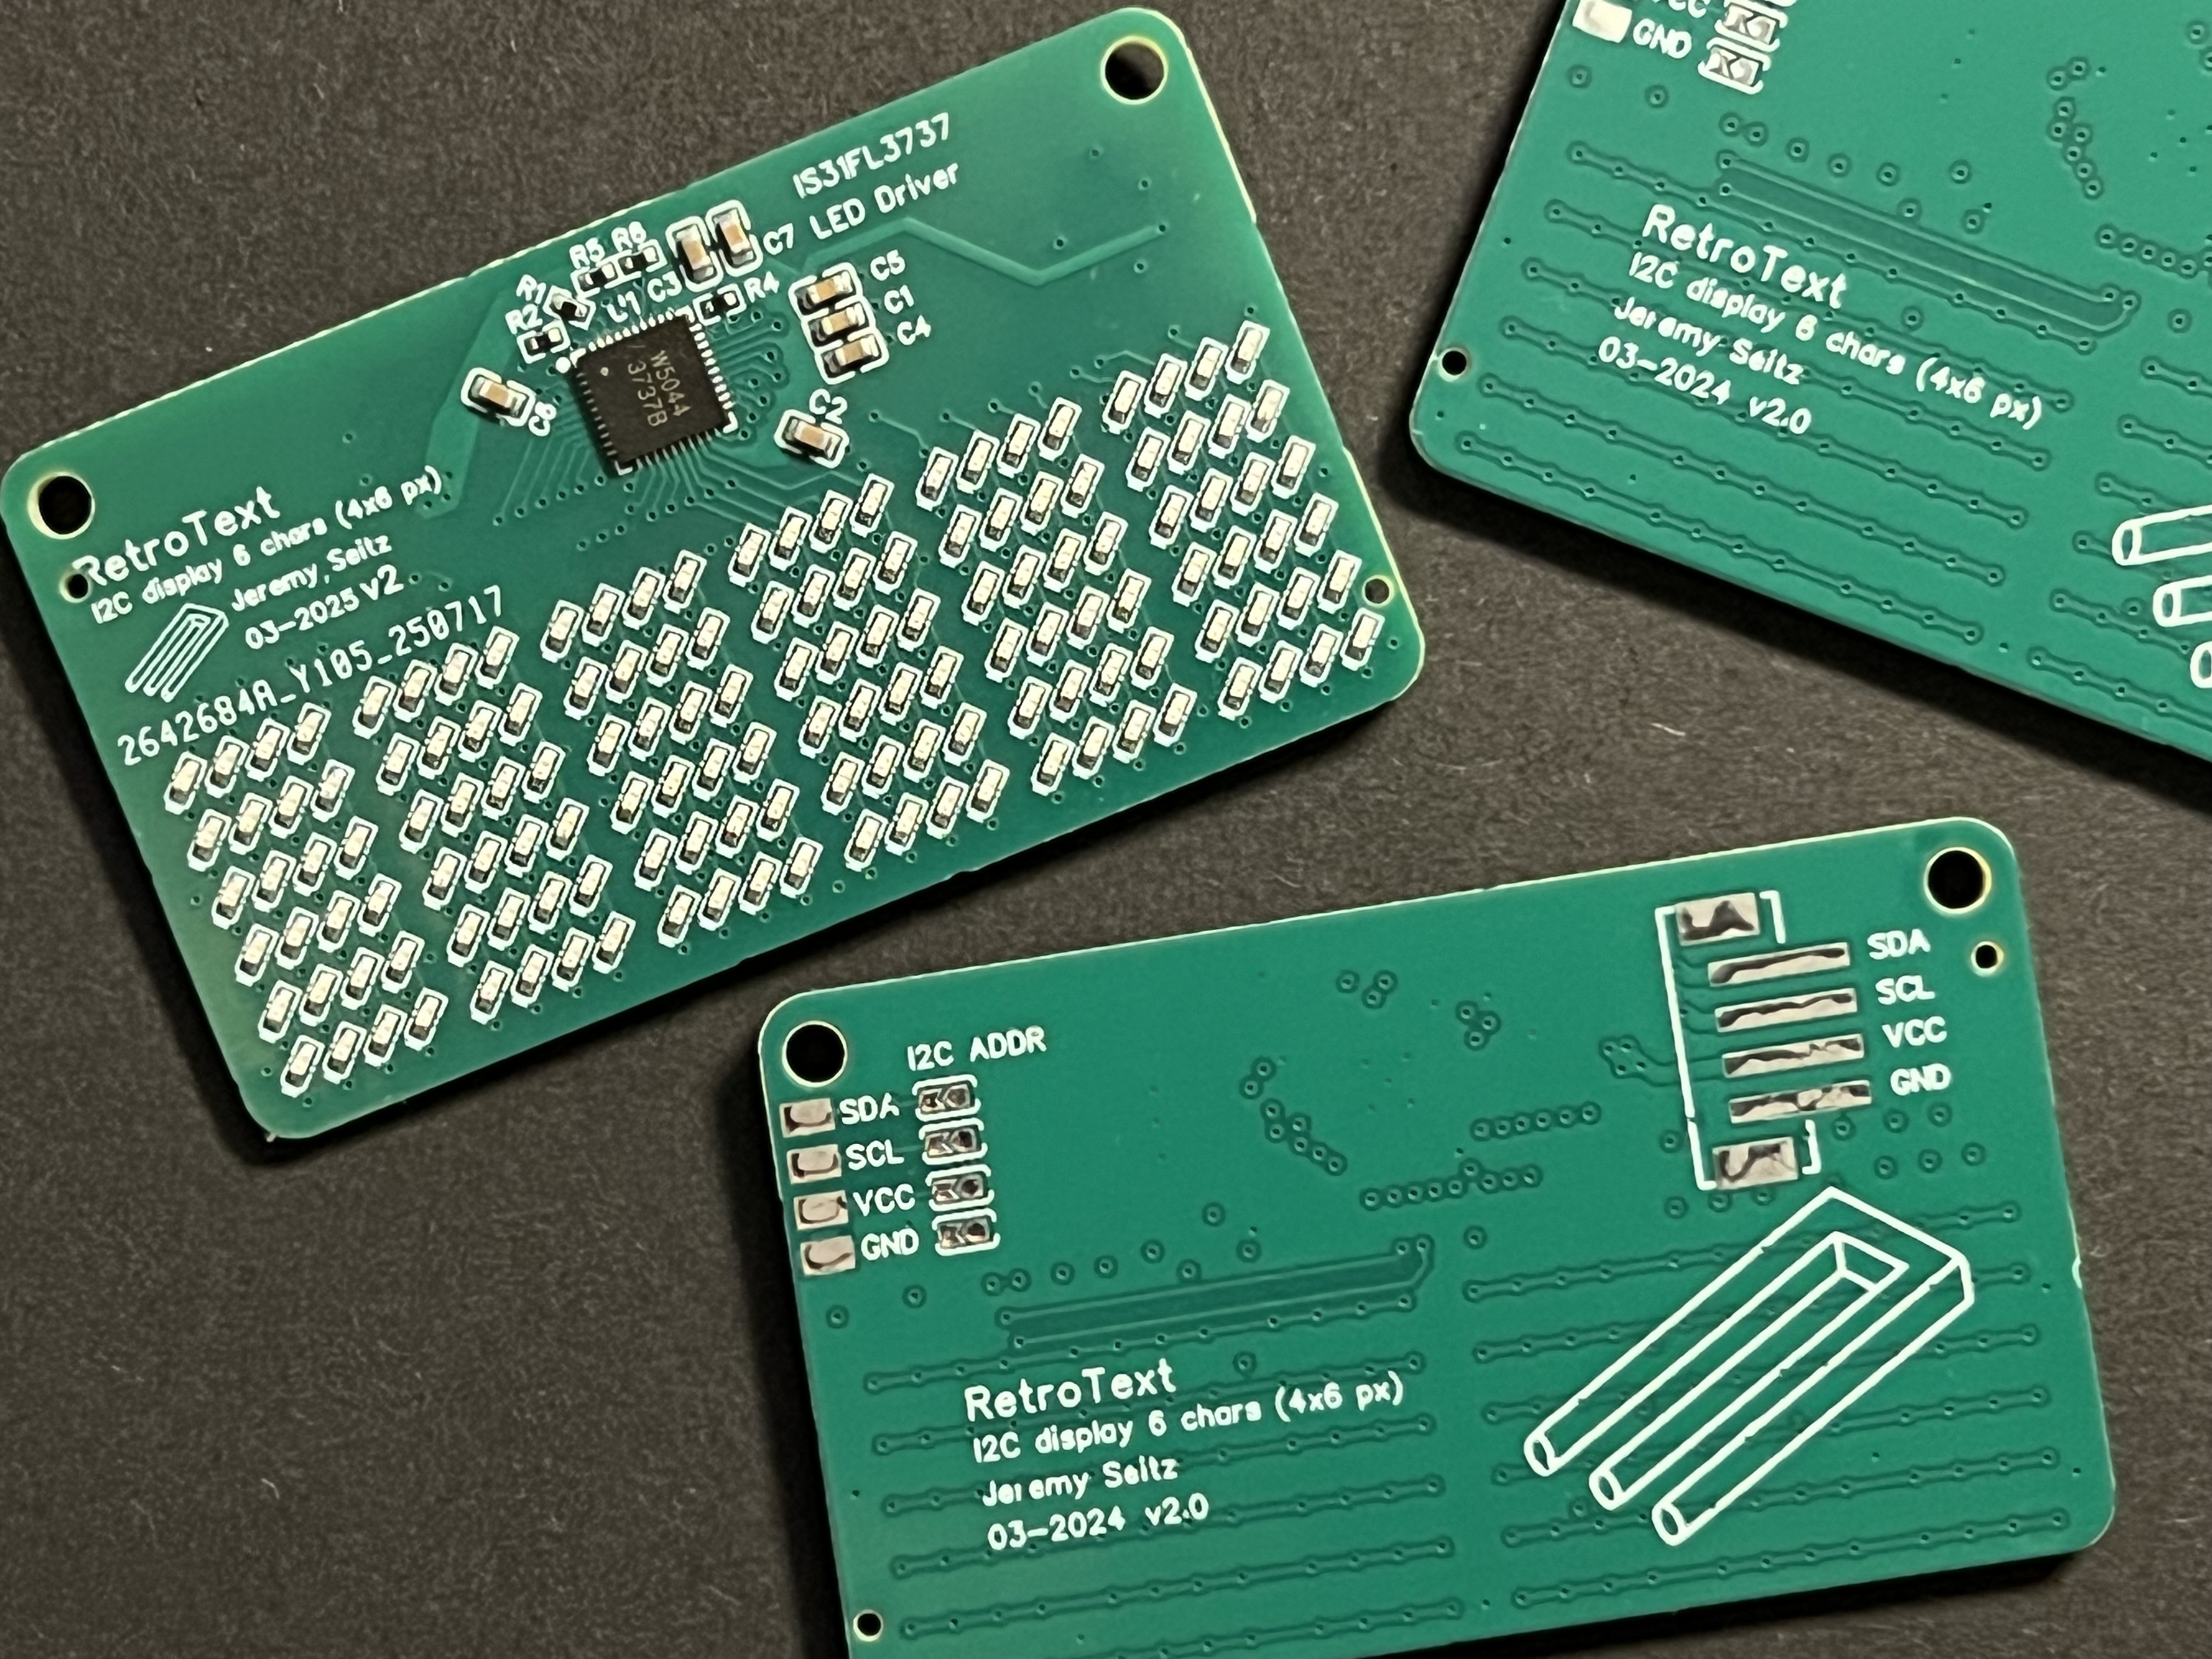 IS31FL3737
LED Driver
R5 R6
C7
R1
C3
R4
C5
R2
U1
C1
C4
W5044
3737B
C2
RetroText
I2C display 6 chars (4x6 px)
Jeremy Seitz
03-2025 v2
2642684A_Y105_250717
VCC
GND
RetroText
I2C display 6 chars (4x6 px)
Jeremy Seitz
03-2024 v2.0
I2C ADDR
SDA
SCL
VCC
GND
SDA
SCL
VCC
GND
RetroText
I2C display 6 chars (4x6 px)
Jeremy Seitz
03-2024 v2.0